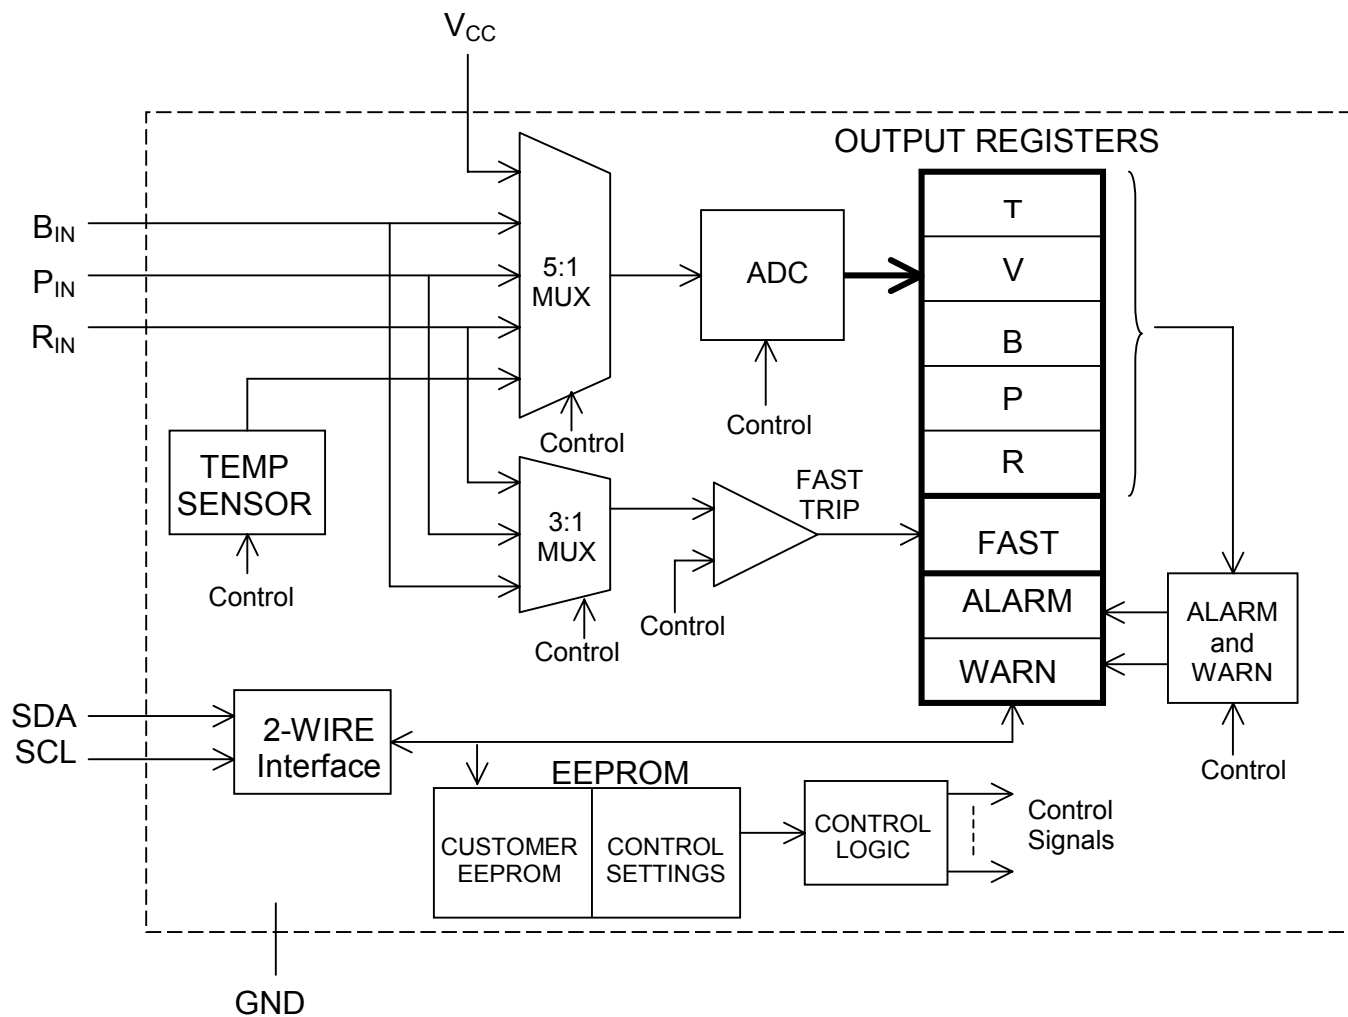 VCC
OUTPUT REGISTERS
BIN
PIN
RIN
5:1
MUX
ADC
T
V
B
P
R
FAST
ALARM
WARN
Control
Control
TEMP
SENSOR
Control
3:1
MUX
Control
FAST
TRIP
Control
ALARM
and
WARN
Control
SDA
SCL
2-WIRE
Interface
EEPROM
CUSTOMER
EEPROM
CONTROL
SETTINGS
CONTROL
LOGIC
Control
Signals
GND